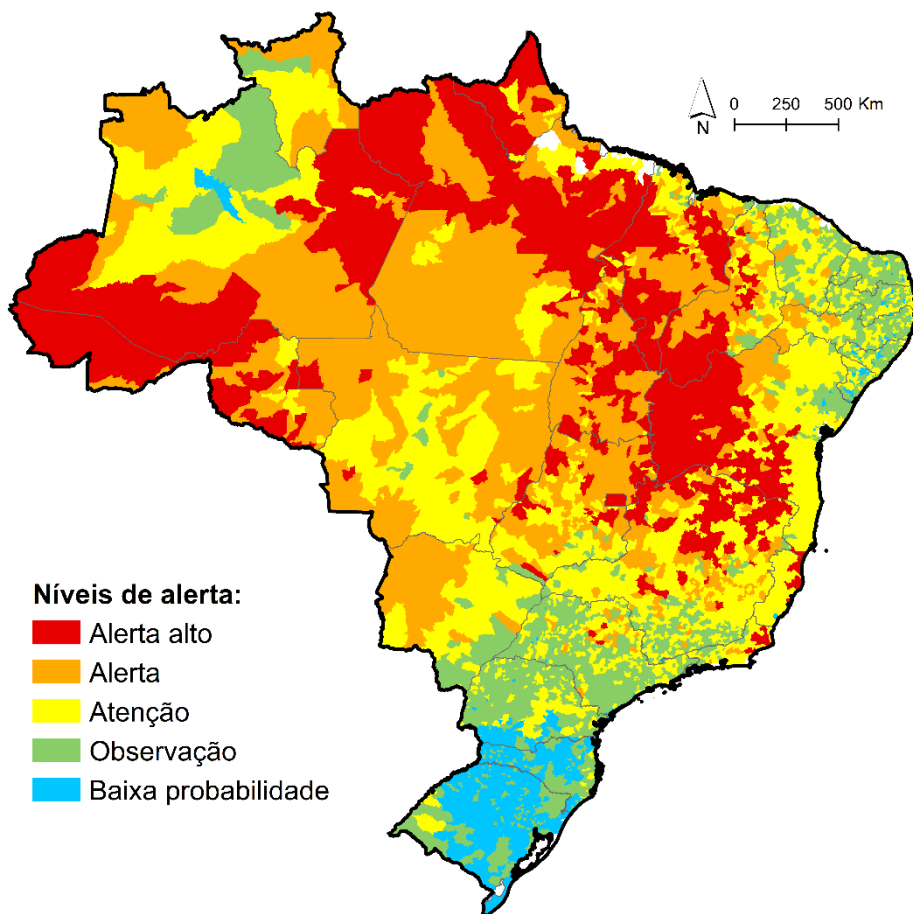 N
0 250 500 Km
Níveis de alerta:
Alerta alto
Alerta
Atenção
Observação
Baixa probabilidade